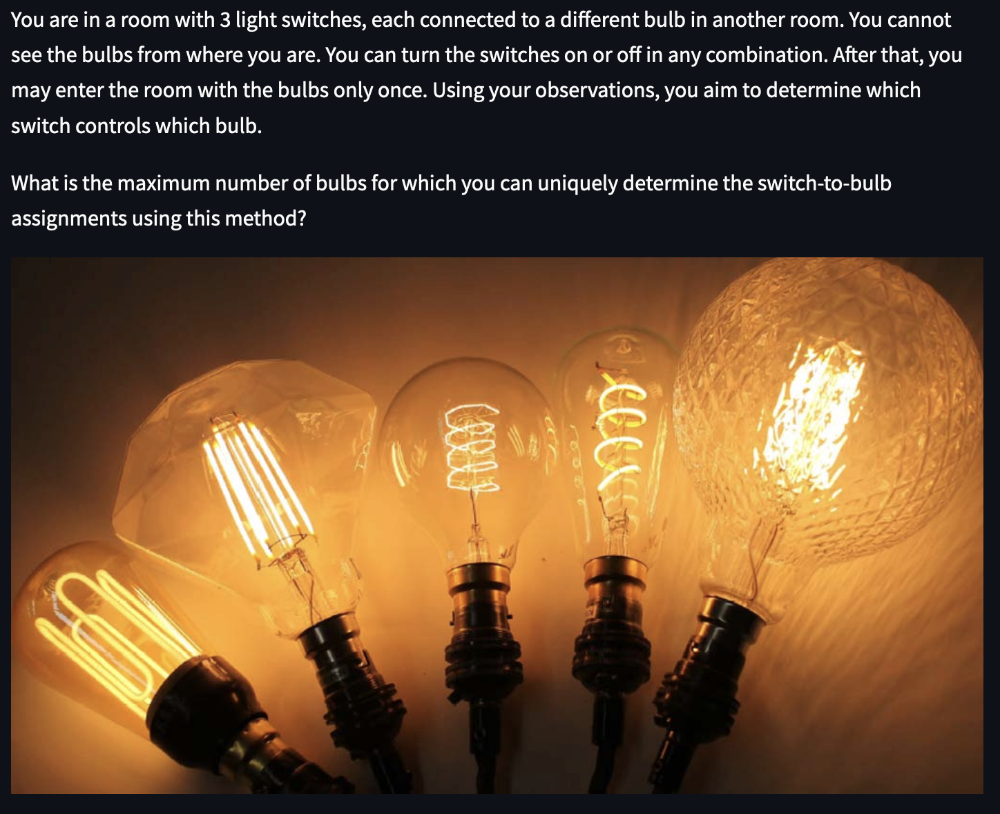 You are in a room with 3 light switches, each connected to a different bulb in another room. You cannot
see the bulbs from where you are. You can turn the switches on or off in any combination. After that, you
may enter the room with the bulbs only once. Using your observations, you aim to determine which
switch controls which bulb.
What is the maximum number of bulbs for which you can uniquely determine the switch-to-bulb
assignments using this method?